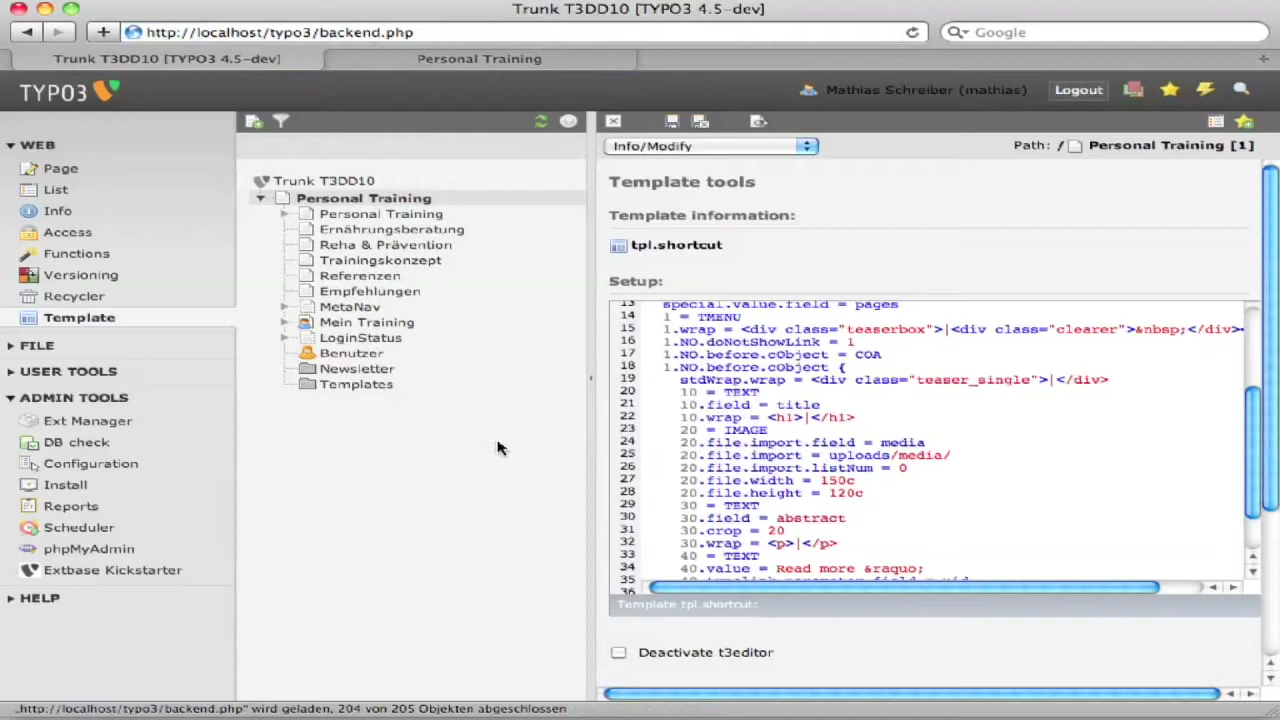 Trunk T3DD10 [TYPO3 4.5-dev]
http://localhost/typo3/backend.php
Google
Trunk T3DD10 [TYPO3 4.5-dev]
Personal Training
TYPO3
Mathias Schreiber (mathias)
Logout
WEB
Page
List
Info
Access
Functions
Versioning
Recycler
Template
FILE
USER TOOLS
ADMIN TOOLS
Ext Manager
DB check
Configuration
Install
Reports
Scheduler
phpMyAdmin
Extbase Kickstarter
HELP
Trunk T3DD10
Personal Training
Personal Training
Ernährungsberatung
Reha & Prävention
Trainingskonzept
Referenzen
Empfehlungen
MetaNav
Mein Training
LoginStatus
Benutzer
Newsletter
Templates
Info/Modify
Path: / Personal Training [1]
Template tools
Template information:
tpl.shortcut
Setup:
13 special.value.field = pages
14 1 = TMENU
15 1.wrap = <div class="teaserbox">|<div class="clearer">&nbsp;</div>
16 1.NO.doNotShowLink = 1
17 1.NO.before.cObject = COA
18 1.NO.before.cObject {
19 stdWrap.wrap = <div class="teaser_single">|</div>
20 10 = TEXT
21 10.field = title
22 10.wrap = <h1>|</h1>
23 20 = IMAGE
24 20.file.import.field = media
25 20.file.import = uploads/media/
26 20.file.import.listNum = 0
27 20.file.width = 150c
28 20.file.height = 120c
29 30 = TEXT
30 30.field = abstract
31 30.crop = 20
32 30.wrap = <p>|</p>
33 40 = TEXT
34 40.value = Read more &raquo;
35
36
Template tpl.shortcut:
Deactivate t3editor
„http://localhost/typo3/backend.php" wird geladen, 204 von 205 Objekten abgeschlossen